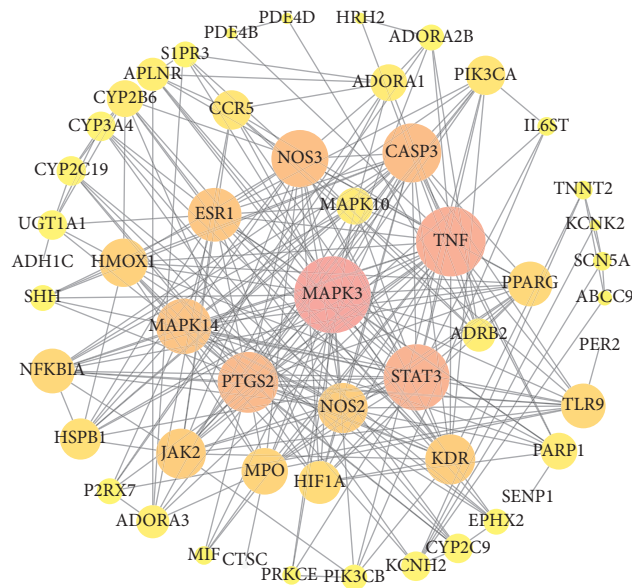 PDE4D
HRH2
PDE4B
ADORA2B
S1PR3
APLNR
ADORA1
PIK3CA
CYP2B6
CCR5
CYP3A4
IL6ST
NOS3
CASP3
CYP2C19
TNNT2
MAPK10
ESR1
UGT1A1
KCNK2
TNF
ADH1C
HMOX1
SCN5A
PPARG
SHH
MAPK3
ABCC9
MAPK14
ADRB2
PER2
NFKBIA
PTGS2
STAT3
NOS2
TLR9
HSPB1
JAK2
MPO
HIF1A
KDR
PARP1
P2RX7
SENP1
ADORA3
EPHX2
MIF
CTSC
CYP2C9
KCNH2
PRKCE
PIK3CB